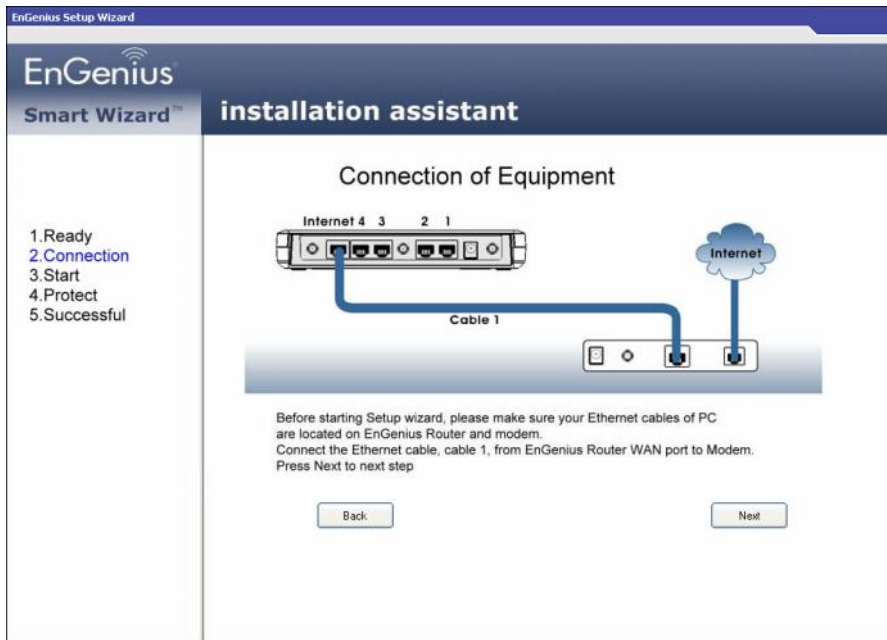 EnGenius Setup Wizard
EnGenius
Smart Wizard™
installation assistant
1.Ready
2.Connection
3.Start
4.Protect
5.Successful
Connection of Equipment
Internet 4 3 2 1
Internet
Cable 1
Before starting Setup wizard, please make sure your Ethernet cables of PC
are located on EnGenius Router and modem.
Connect the Ethernet cable, cable 1, from EnGenius Router WAN port to Modem.
Press Next to next step
Back
Next